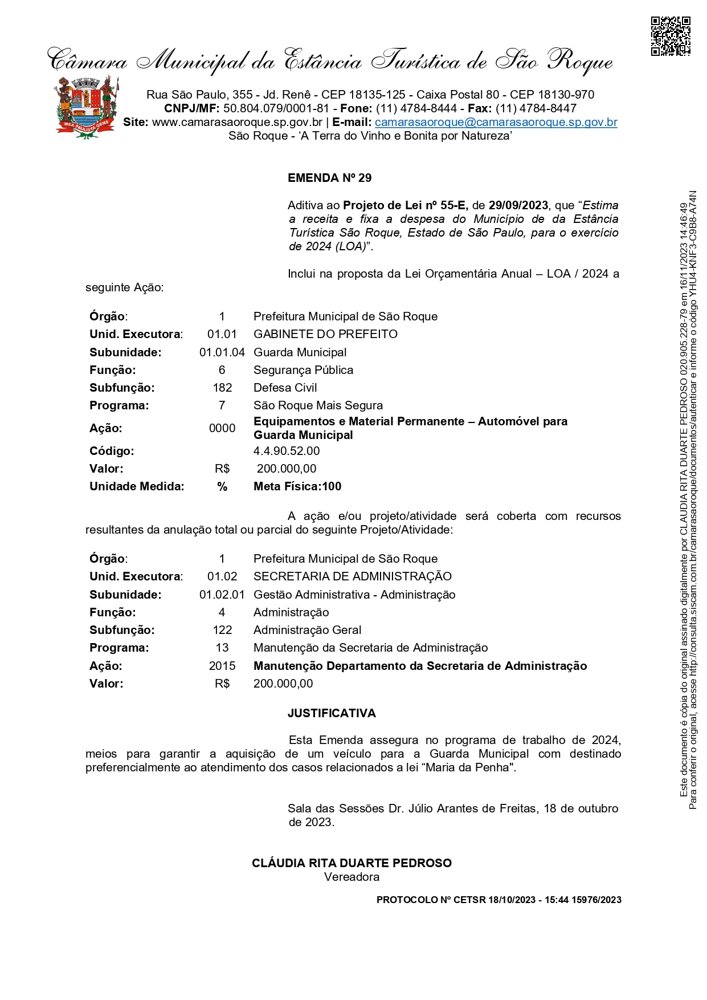 Câmara Municipal da Estância Turística de São Roque
MEA PAULISTA GENS
Rua São Paulo, 355 - Jd. Renê - CEP 18135-125 - Caixa Postal 80 - CEP 18130-970
CNPJ/MF: 50.804.079/0001-81 - Fone: (11) 4784-8444 - Fax: (11) 4784-8447
Site: www.camarasaoroque.sp.gov.br | E-mail: camarasaoroque@camarasaoroque.sp.gov.br
São Roque - ‘A Terra do Vinho e Bonita por Natureza’
EMENDA Nº 29
Aditiva ao Projeto de Lei nº 55-E, de 29/09/2023, que “Estima
a receita e fixa a despesa do Município de da Estância
Turística São Roque, Estado de São Paulo, para o exercício
de 2024 (LOA)”.
Inclui na proposta da Lei Orçamentária Anual – LOA / 2024 a
seguinte Ação:
Órgão: 1 Prefeitura Municipal de São Roque
Unid. Executora: 01.01 GABINETE DO PREFEITO
Subunidade: 01.01.04 Guarda Municipal
Função: 6 Segurança Pública
Subfunção: 182 Defesa Civil
Programa: 7 São Roque Mais Segura
Ação: 0000 Equipamentos e Material Permanente – Automóvel para
Guarda Municipal
Código: 4.4.90.52.00
Valor: R$ 200.000,00
Unidade Medida: % Meta Física:100
A ação e/ou projeto/atividade será coberta com recursos
resultantes da anulação total ou parcial do seguinte Projeto/Atividade:
Órgão: 1 Prefeitura Municipal de São Roque
Unid. Executora: 01.02 SECRETARIA DE ADMINISTRAÇÃO
Subunidade: 01.02.01 Gestão Administrativa - Administração
Função: 4 Administração
Subfunção: 122 Administração Geral
Programa: 13 Manutenção da Secretaria de Administração
Ação: 2015 Manutenção Departamento da Secretaria de Administração
Valor: R$ 200.000,00
JUSTIFICATIVA
Esta Emenda assegura no programa de trabalho de 2024,
meios para garantir a aquisição de um veículo para a Guarda Municipal com destinado
preferencialmente ao atendimento dos casos relacionados a lei “Maria da Penha".
Sala das Sessões Dr. Júlio Arantes de Freitas, 18 de outubro
de 2023.
CLÁUDIA RITA DUARTE PEDROSO
Vereadora
PROTOCOLO Nº CETSR 18/10/2023 - 15:44 15976/2023
Este documento é cópia do original assinado digitalmente por CLAUDIA RITA DUARTE PEDROSO 020.905.228-79 em 16/11/2023 14:46:49
Para conferir o original, acesse http://consulta.siscam.com.br/camarasaoroque/documentos/autenticar e informe o código YHU4-KNF3-C9B8-A74N